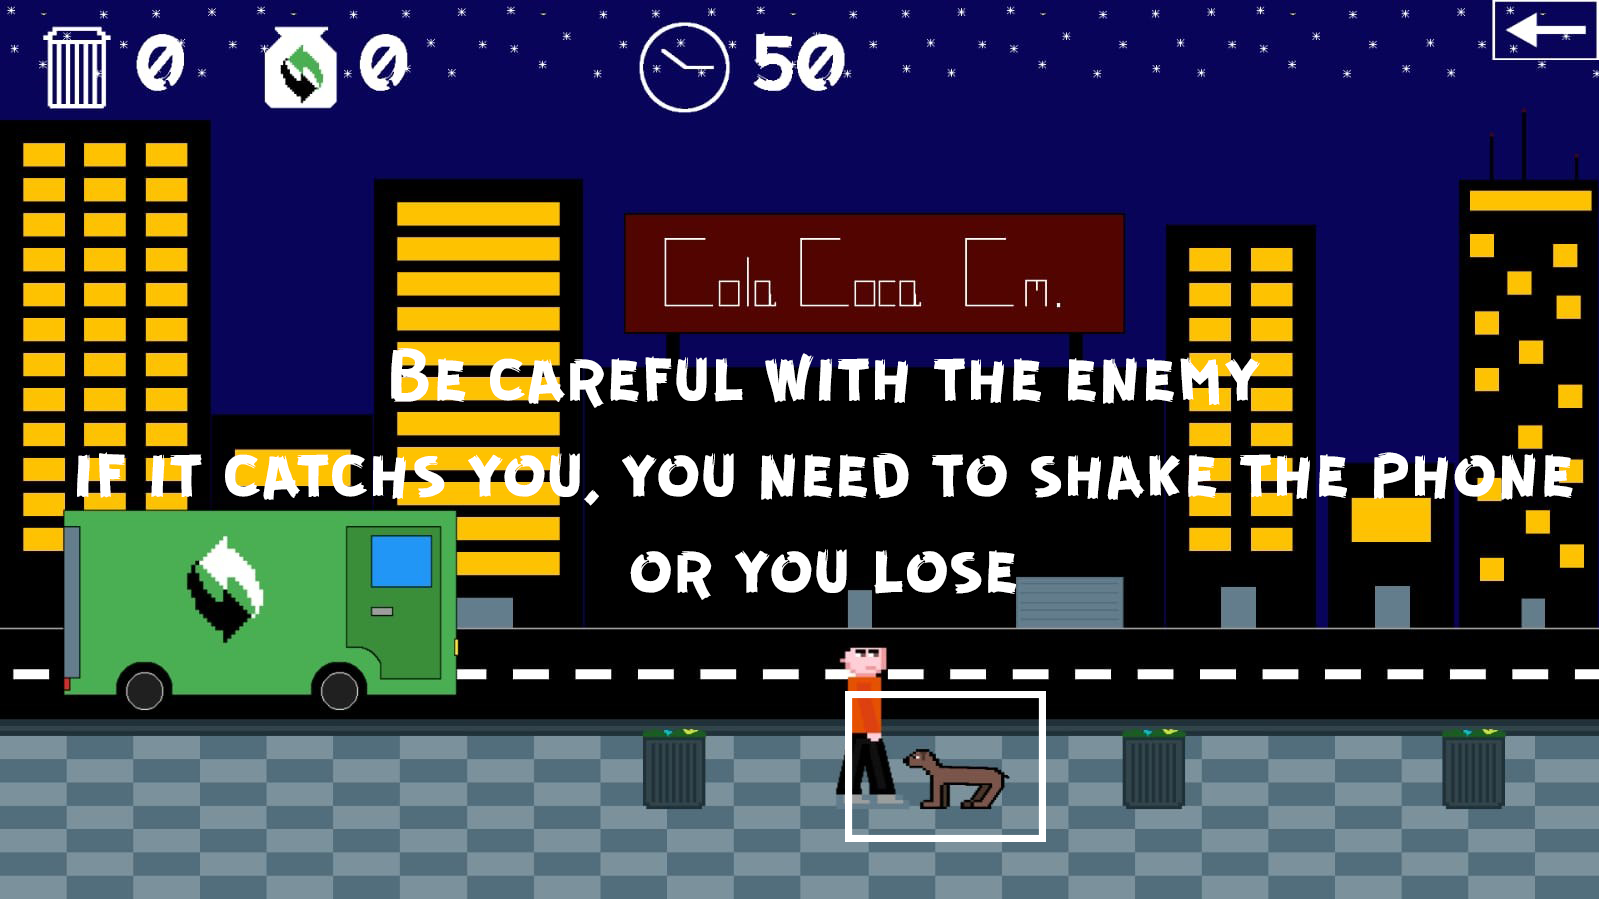 0 0 50
Cola Coca Cm.
BE CAREFUL WITH THE ENEMY
IF IT CATCHS YOU, YOU NEED TO SHAKE THE PHONE
OR YOU LOSE